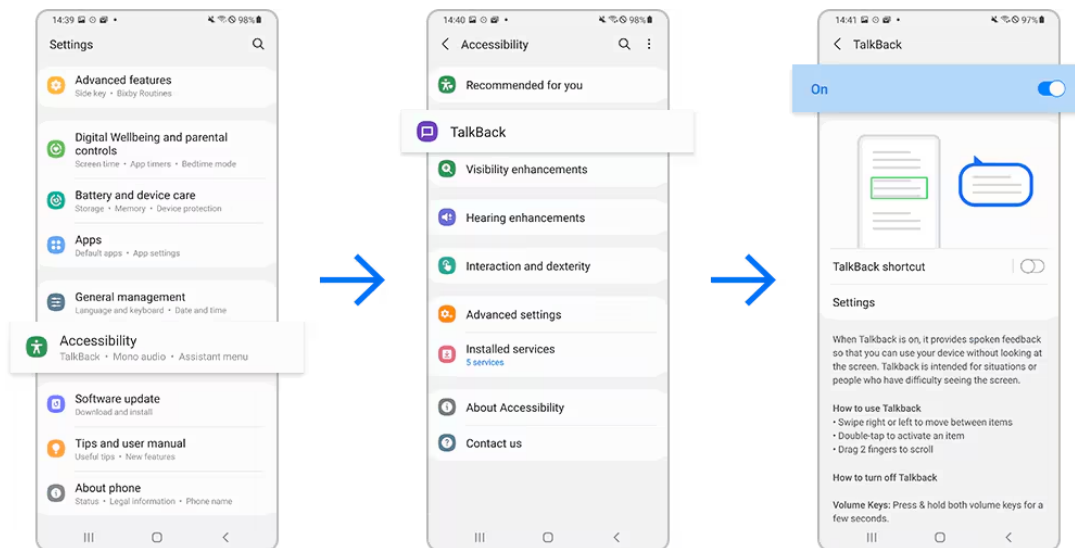 14:39 98%
Settings
Advanced features
Side key • Bixby Routines
Digital Wellbeing and parental
controls
Screen time • App timers • Bedtime mode
Battery and device care
Storage • Memory • Device protection
Apps
Default apps • App settings
General management
Language and keyboard • Date and time
Accessibility
TalkBack • Mono audio • Assistant menu
Software update
Download and install
Tips and user manual
Useful tips • New features
About phone
Status • Legal information • Phone name
14:40 98%
Accessibility
Recommended for you
TalkBack
Visibility enhancements
Hearing enhancements
Interaction and dexterity
Advanced settings
Installed services
5 services
About Accessibility
Contact us
14:41 97%
TalkBack
On
TalkBack shortcut
Settings
When Talkback is on, it provides spoken feedback
so that you can use your device without looking at
the screen. Talkback is intended for situations or
people who have difficulty seeing the screen.
How to use Talkback
• Swipe right or left to move between items
• Double-tap to activate an item
• Drag 2 fingers to scroll
How to turn off Talkback
Volume Keys: Press & hold both volume keys for a
few seconds.